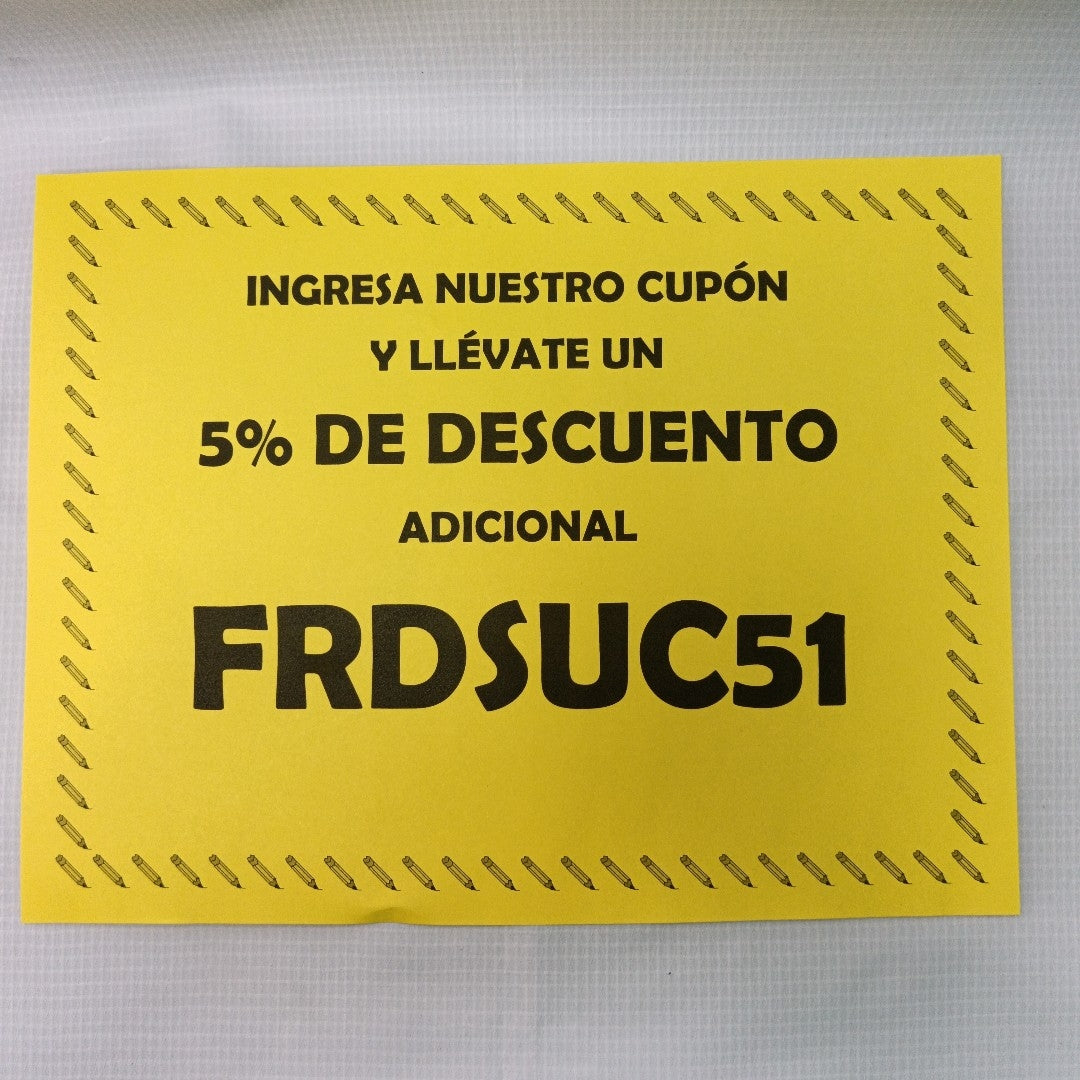 INGRESA NUESTRO CUPÓN
Y LLÉVATE UN
5% DE DESCUENTO
ADICIONAL
FRDSUC51